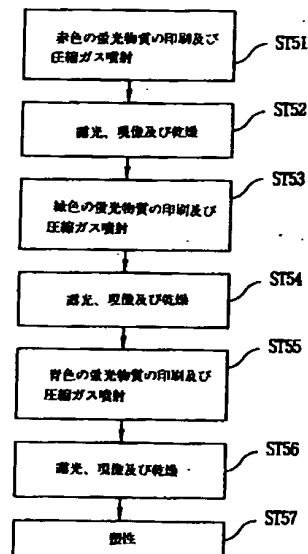 赤色の蛍光物質の印刷及び
圧縮ガス噴射
ST51
露光、現像及び乾燥
ST52
緑色の蛍光物質の印刷及び
圧縮ガス噴射
ST53
露光、現像及び乾燥
ST54
青色の蛍光物質の印刷及び
圧縮ガス噴射
ST55
露光、現像及び乾燥
ST56
塑性
ST57